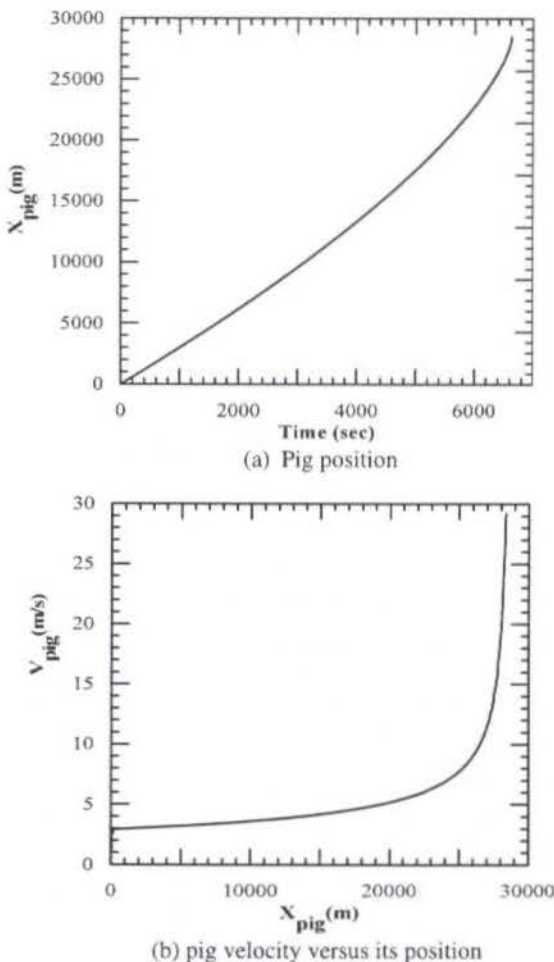 30000
25000
20000
15000
10000
5000
0
X_pig(m)
0 2000 4000 6000
Time (sec)
(a) Pig position
30
25
20
15
10
5
0
V_pig(m/s)
0 10000 20000 30000
X_pig(m)
(b) pig velocity versus its position